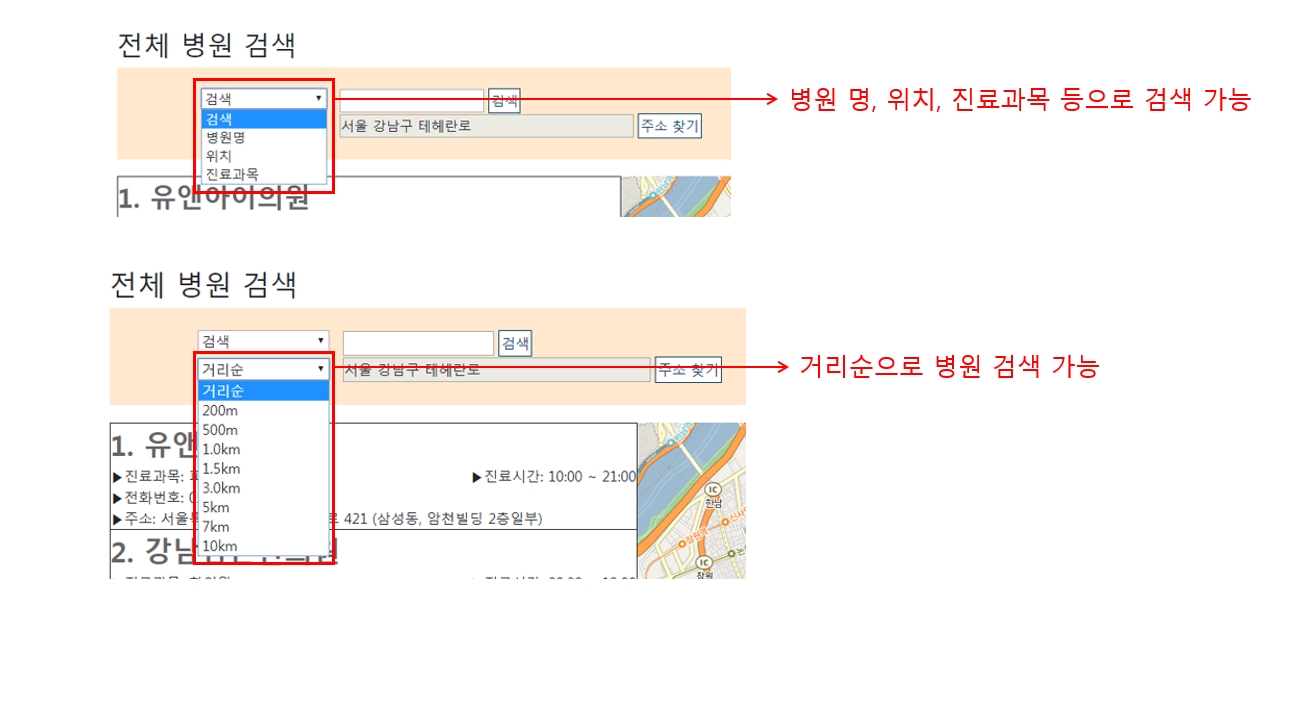 전체 병원 검색
검색 검색
검색
서울 강남구 테헤란로 주소 찾기
병원명
위치
진료과목
병원 명, 위치, 진료과목 등으로 검색 가능
1. 유앤아이의원
전체 병원 검색
검색 검색
거리순 서울 강남구 테헤란로 주소 찾기
거리순으로 병원 검색 가능
거리순
200m
500m
1.0km
1.5km
3.0km
5km
7km
10km
1. 유앤
▶진료과목: ▶진료시간: 10:00 ~ 21:00
▶전화번호:
▶주소: 서울 421 (삼성동, 암천빌딩 2층일부)
2. 강남
IC
한남
IC
잠원